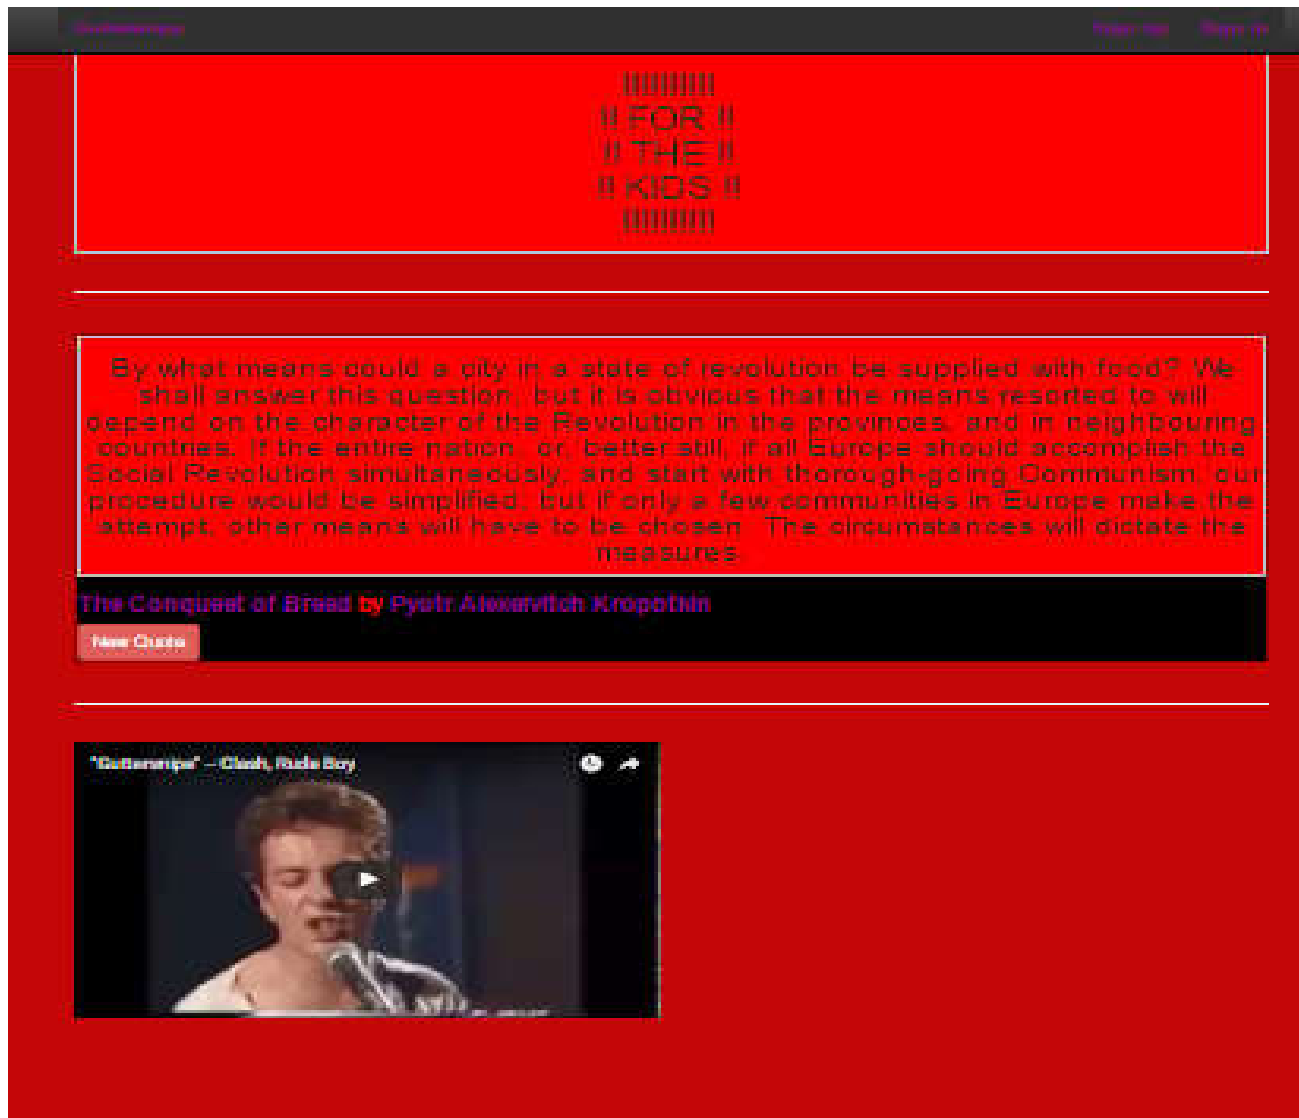 Guttersnipe Sign Up Sign In
!!!!!!!!!!!
!! FOR !!
!! THE !!
!! KIDS !!
!!!!!!!!!!!
By what means could a city in a state of revolution be supplied with food? We
shall answer this question, but it is obvious that the means resorted to will
depend on the character of the Revolution in the provinces, and in neighbouring
countries. If the entire nation, or, better still, if all Europe should accomplish the
Social Revolution simultaneously, and start with thorough-going Communism, our
procedure would be simplified; but if only a few communities in Europe make the
attempt, other means will have to be chosen. The circumstances will dictate the
measures.
The Conquest of Bread by Pyotr Alexeivitch Kropotkin
New Quote
"Guttersnipe" – Clash, Rude Boy